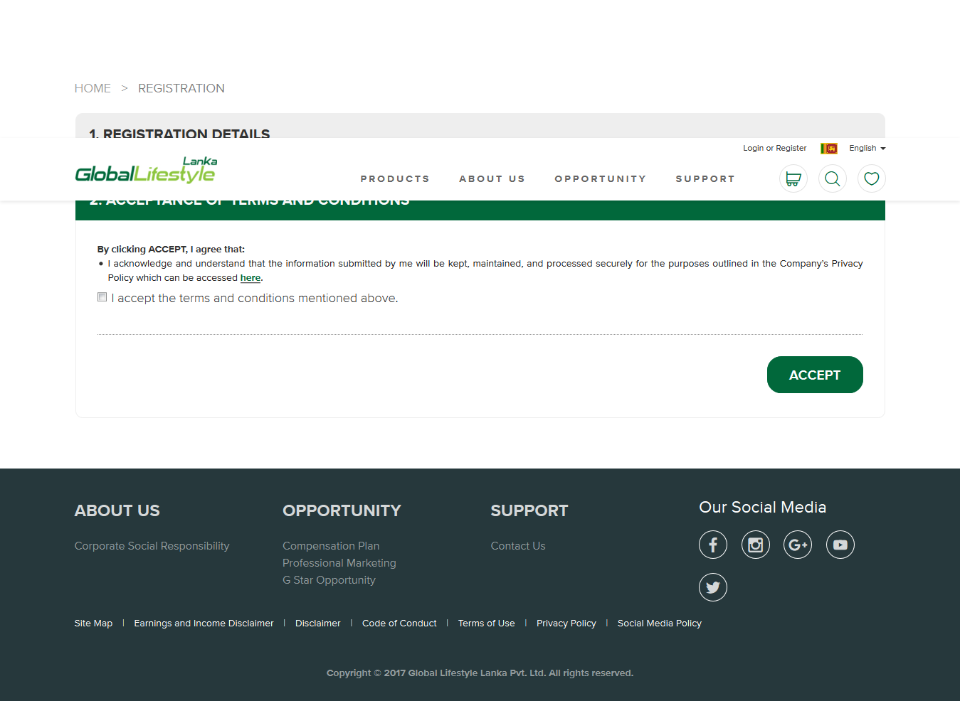 HOME > REGISTRATION
1. REGISTRATION DETAILS
Login or Register English
GlobalLifestyle Lanka
PRODUCTS ABOUT US OPPORTUNITY SUPPORT
2. ACCEPTANCE OF TERMS AND CONDITIONS
By clicking ACCEPT, I agree that:
• I acknowledge and understand that the information submitted by me will be kept, maintained, and processed securely for the purposes outlined in the Company's Privacy
Policy which can be accessed here.
I accept the terms and conditions mentioned above.
ACCEPT
ABOUT US
Corporate Social Responsibility
OPPORTUNITY
Compensation Plan
Professional Marketing
G Star Opportunity
SUPPORT
Contact Us
Our Social Media
Site Map | Earnings and Income Disclaimer | Disclaimer | Code of Conduct | Terms of Use | Privacy Policy | Social Media Policy
Copyright © 2017 Global Lifestyle Lanka Pvt. Ltd. All rights reserved.